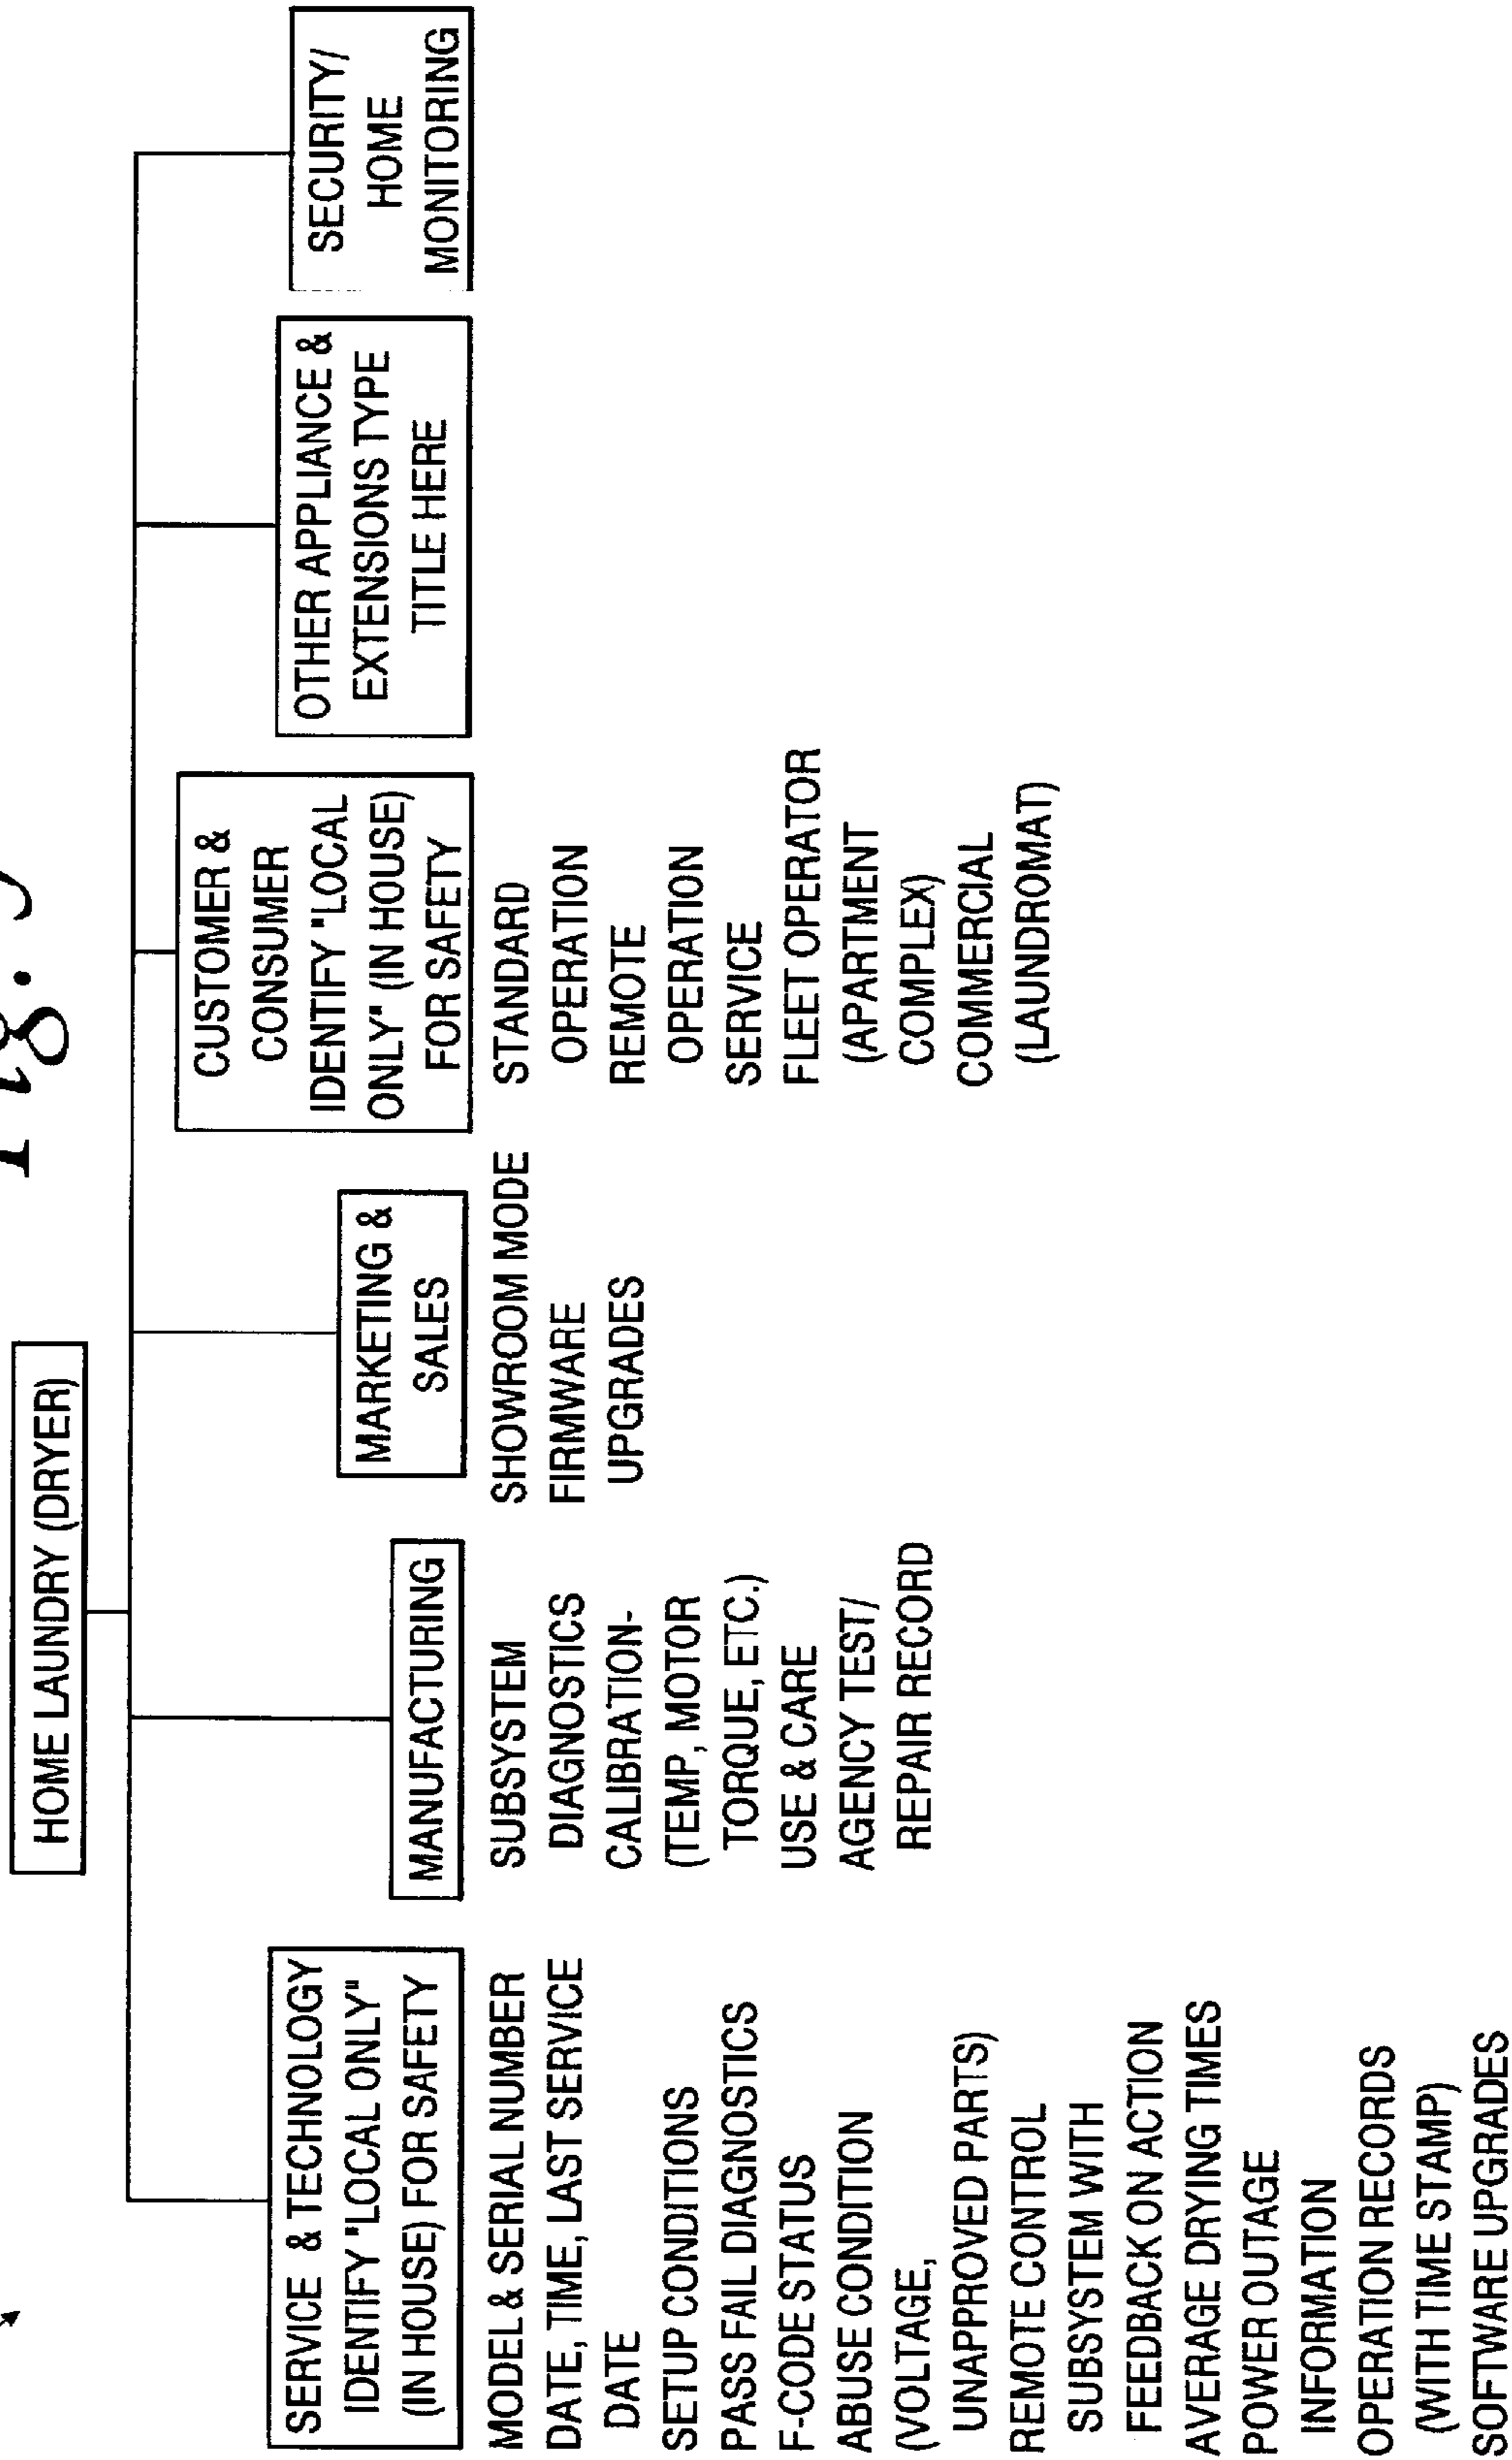 HOME LAUNDRY (DRYER)
SERVICE & TECHNOLOGY
IDENTIFY "LOCAL ONLY"
(IN HOUSE) FOR SAFETY
MODEL & SERIAL NUMBER
DATE, TIME, LAST SERVICE
DATE
SETUP CONDITIONS
PASS FAIL DIAGNOSTICS
F-CODE STATUS
ABUSE CONDITION
(VOLTAGE,
UNAPPROVED PARTS)
REMOTE CONTROL
SUBSYSTEM WITH
FEEDBACK ON ACTION
AVERAGE DRYING TIMES
POWER OUTAGE
INFORMATION
OPERATION RECORDS
(WITH TIME STAMP)
SOFTWARE UPGRADES
MANUFACTURING
SUBSYSTEM
DIAGNOSTICS
CALIBRATION-
(TEMP, MOTOR
TORQUE, ETC.)
USE & CARE
AGENCY TEST/
REPAIR RECORD
MARKETING &
SALES
SHOWROOM MODE
FIRMWARE
UPGRADES
CUSTOMER &
CONSUMER
IDENTIFY "LOCAL
ONLY" (IN HOUSE)
FOR SAFETY
STANDARD
OPERATION
REMOTE
OPERATION
SERVICE
FLEET OPERATOR
(APARTMENT
COMPLEX)
COMMERCIAL
(LAUNDROMAT)
OTHER APPLIANCE &
EXTENSIONS TYPE
TITLE HERE
SECURITY/
HOME
MONITORING